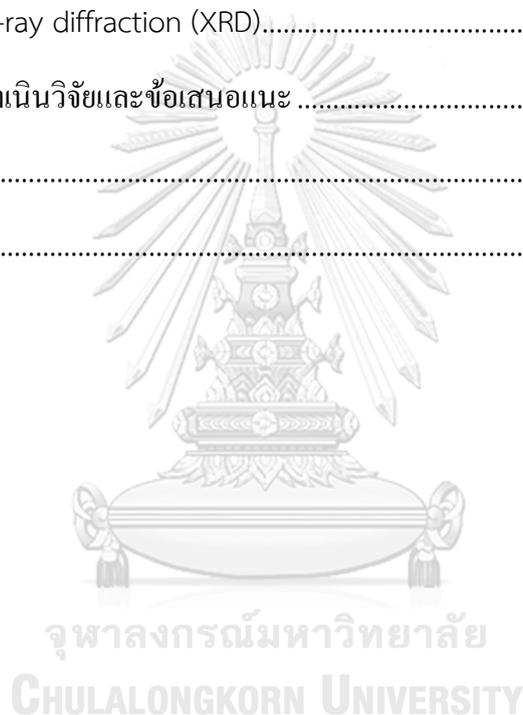 -ray diffraction (XRD)................................................
เนินวิจัยและข้อเสนอแนะ ..........................................
....................................................................................
....................................................................................
จุฬาลงกรณ์มหาวิทยาลัย
CHULALONGKORN UNIVERSITY